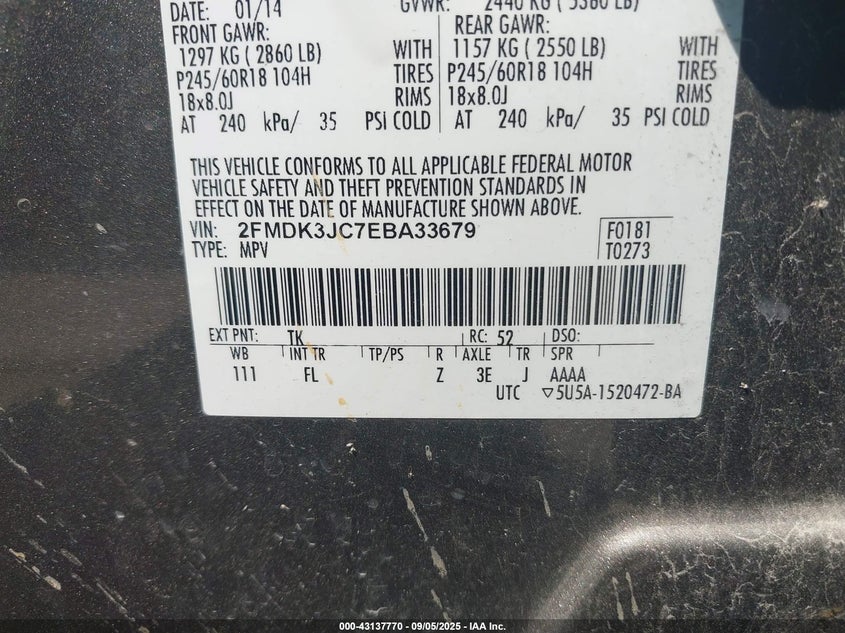 DATE: 01/14 GVWR: 2440 KG ( 5380 LB)
FRONT GAWR: REAR GAWR:
1297 KG ( 2860 LB) WITH 1157 KG ( 2550 LB) WITH
P245/60R18 104H TIRES P245/60R18 104H TIRES
18x8.0J RIMS 18x8.0J RIMS
AT 240 kPa/ 35 PSI COLD AT 240 kPa/ 35 PSI COLD
THIS VEHICLE CONFORMS TO ALL APPLICABLE FEDERAL MOTOR
VEHICLE SAFETY AND THEFT PREVENTION STANDARDS IN
EFFECT ON THE DATE OF MANUFACTURE SHOWN ABOVE.
VIN: 2FMDK3JC7EBA33679 F0181
TYPE: MPV T0273
EXT PNT: TK RC: 52 DSO:
WB INT TR TP/PS R AXLE TR SPR
111 FL Z 3E J AAAA
UTC ▽5U5A-1520472-BA
000-43137770 - 09/05/2025 - IAA Inc.